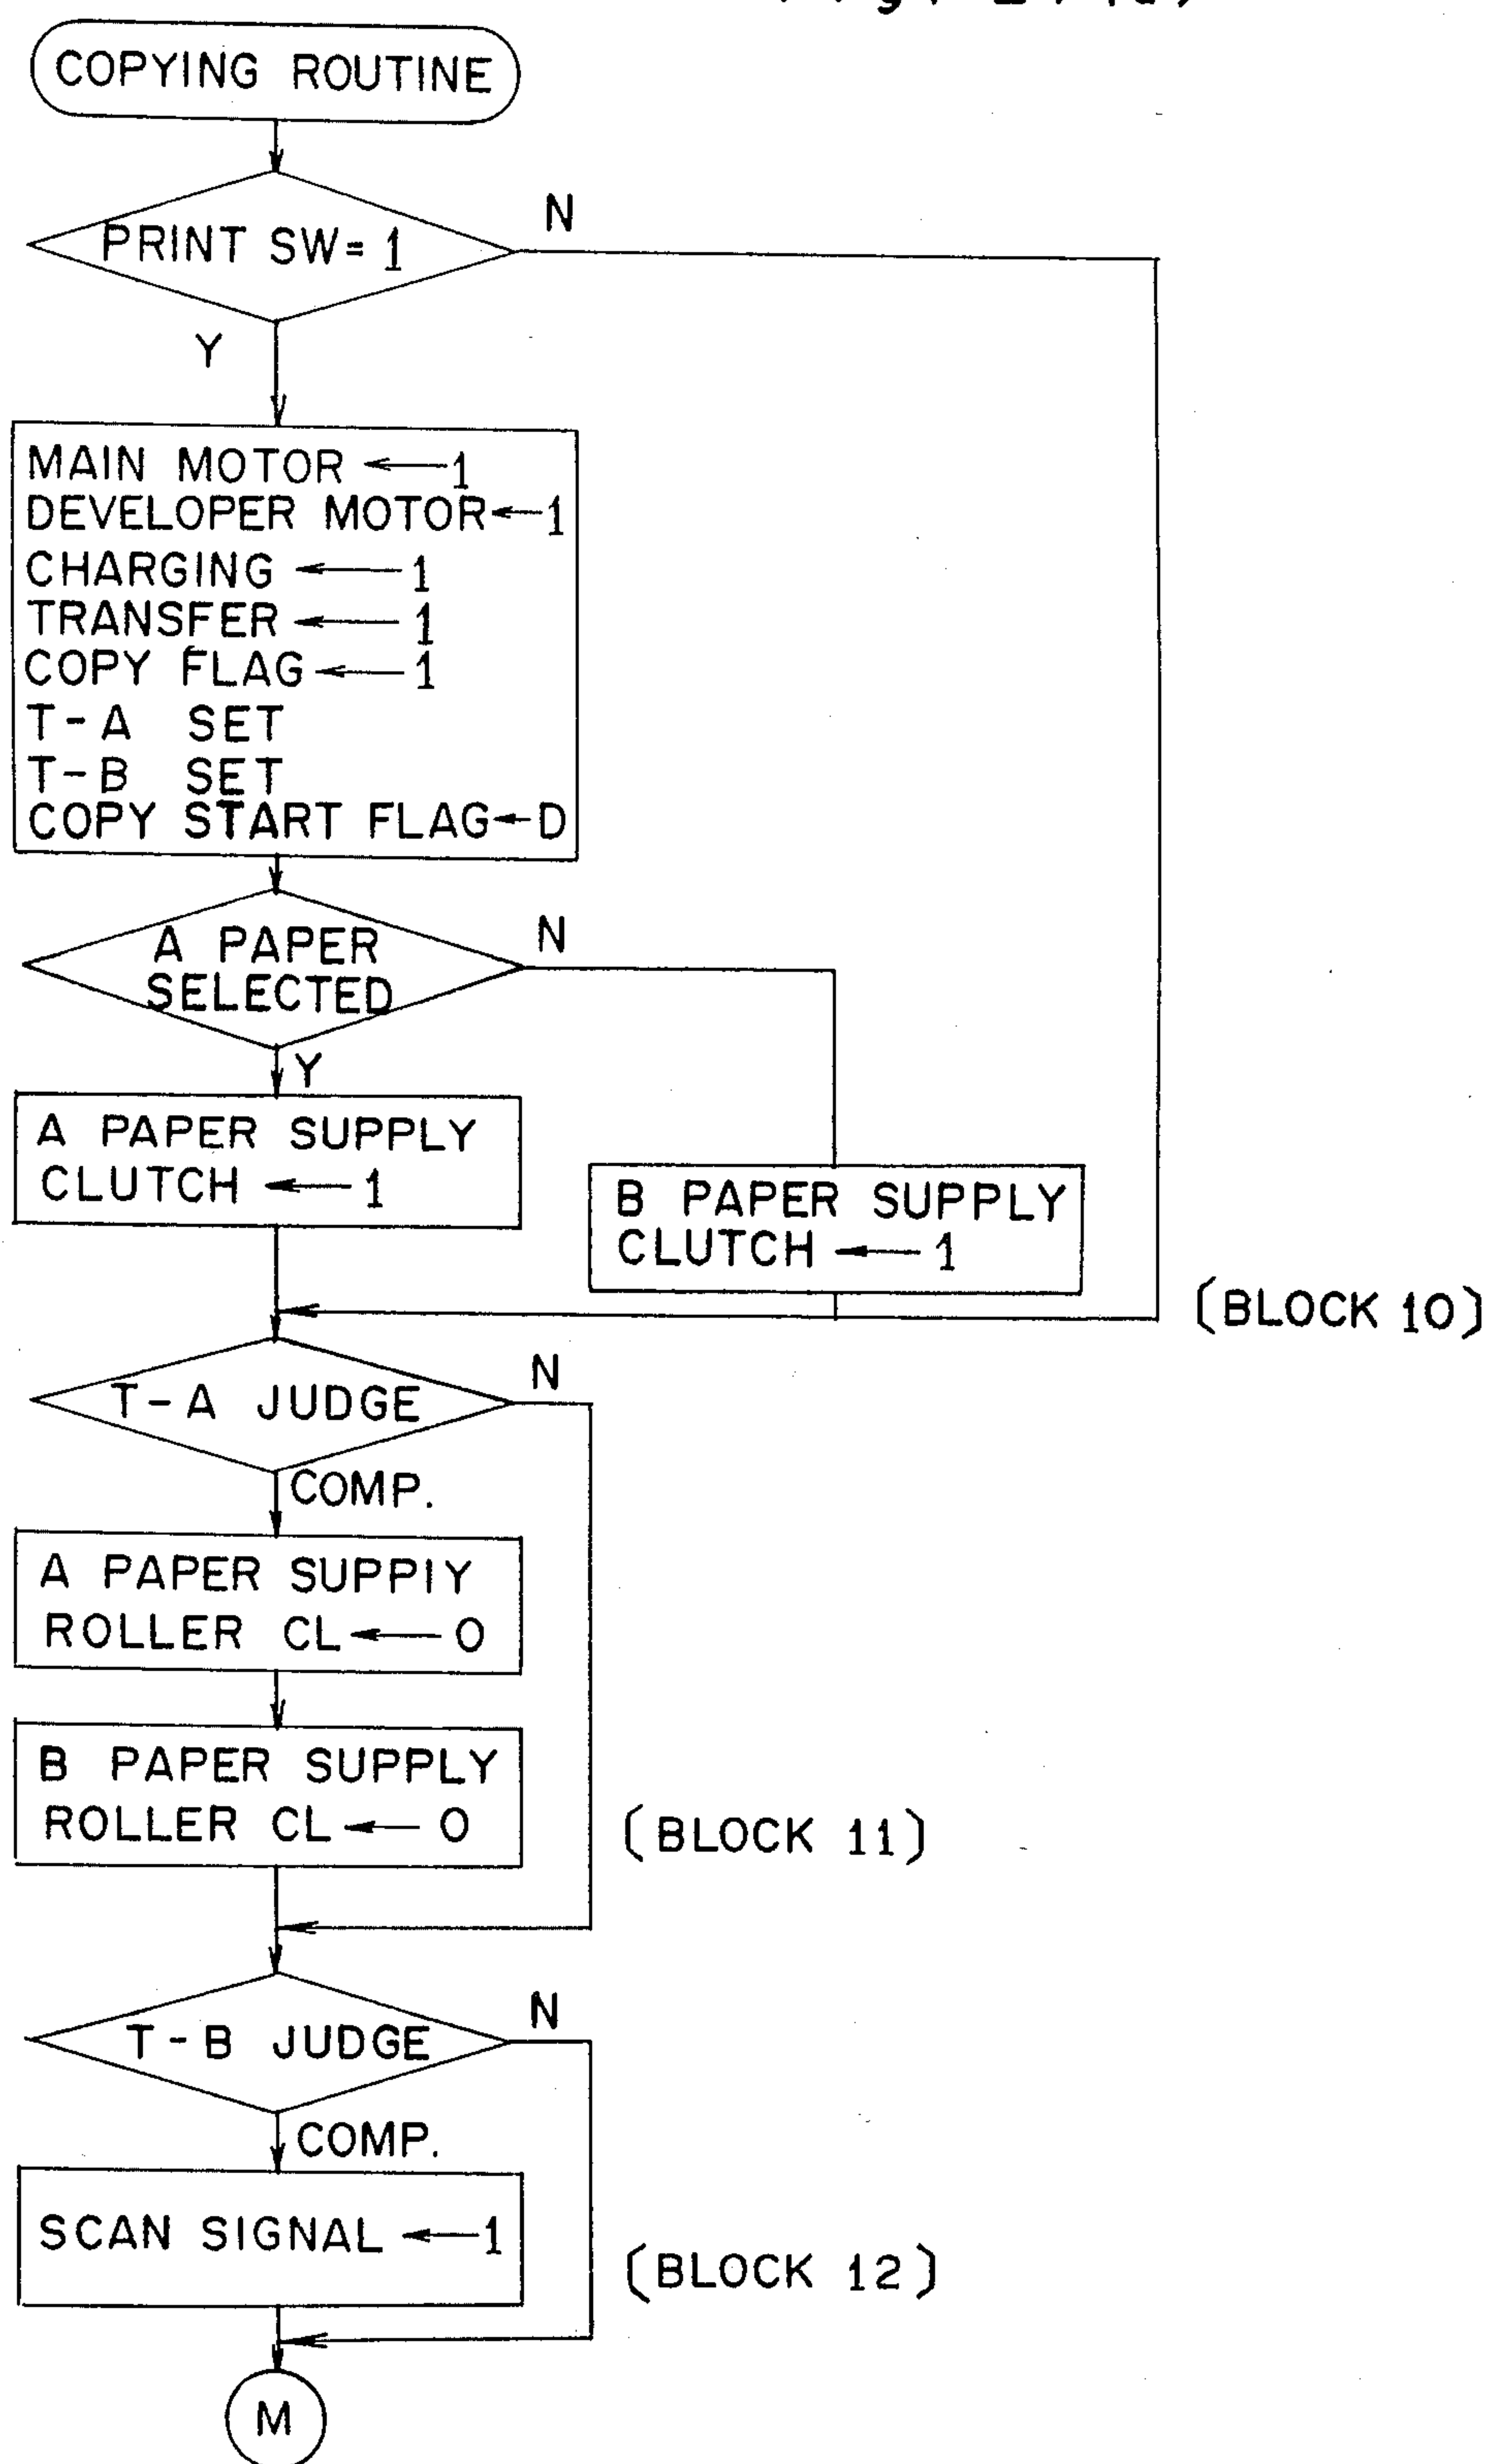 COPYING ROUTINE
PRINT SW= 1
N
Y
MAIN MOTOR ← 1
DEVELOPER MOTOR ← 1
CHARGING ← 1
TRANSFER ← 1
COPY FLAG ← 1
T-A SET
T-B SET
COPY START FLAG ← D
A PAPER
SELECTED
N
Y
A PAPER SUPPLY
CLUTCH ← 1
B PAPER SUPPLY
CLUTCH ← 1
(BLOCK 10)
T-A JUDGE
N
COMP.
A PAPER SUPPIY
ROLLER CL ← 0
B PAPER SUPPLY
ROLLER CL ← 0
(BLOCK 11)
T-B JUDGE
N
COMP.
SCAN SIGNAL ← 1
(BLOCK 12)
M